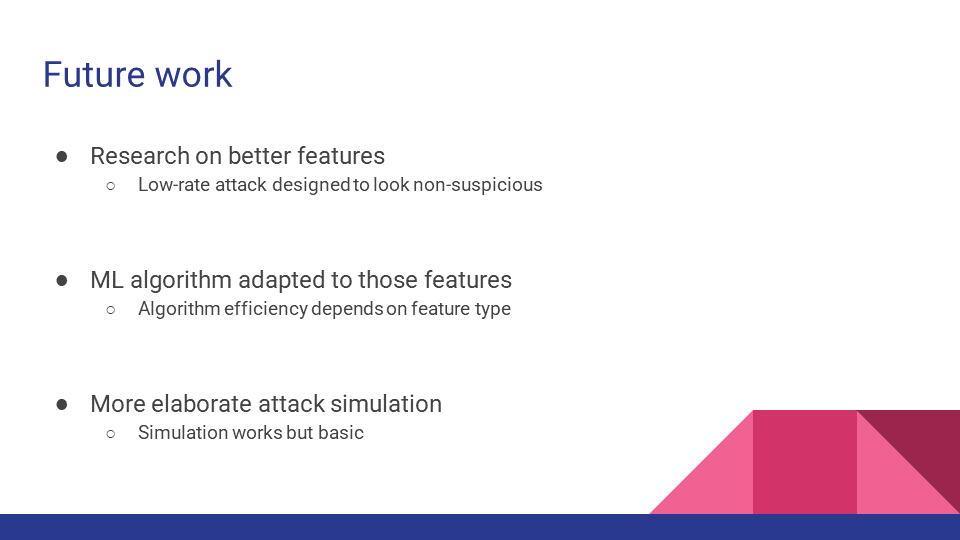 Future work
● Research on better features
○ Low-rate attack designed to look non-suspicious
● ML algorithm adapted to those features
○ Algorithm efficiency depends on feature type
● More elaborate attack simulation
○ Simulation works but basic